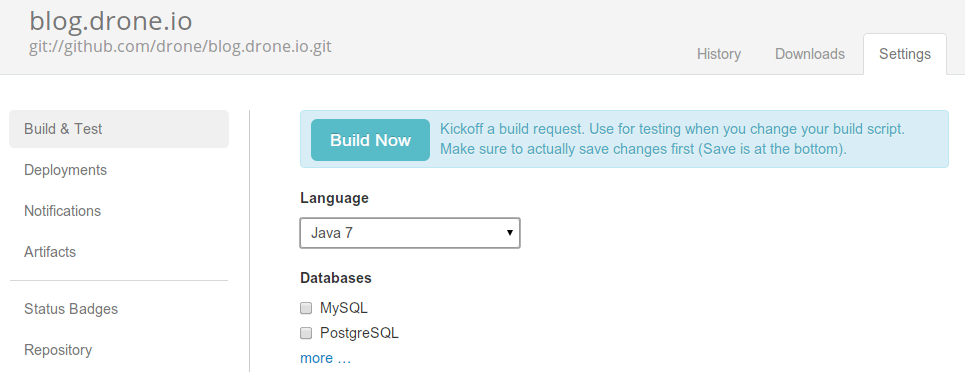 blog.drone.io
git://github.com/drone/blog.drone.io.git
History
Downloads
Settings
Build & Test
Deployments
Notifications
Artifacts
Status Badges
Repository
Build Now
Kickoff a build request. Use for testing when you change your build script.
Make sure to actually save changes first (Save is at the bottom).
Language
Java 7
Databases
MySQL
PostgreSQL
more …